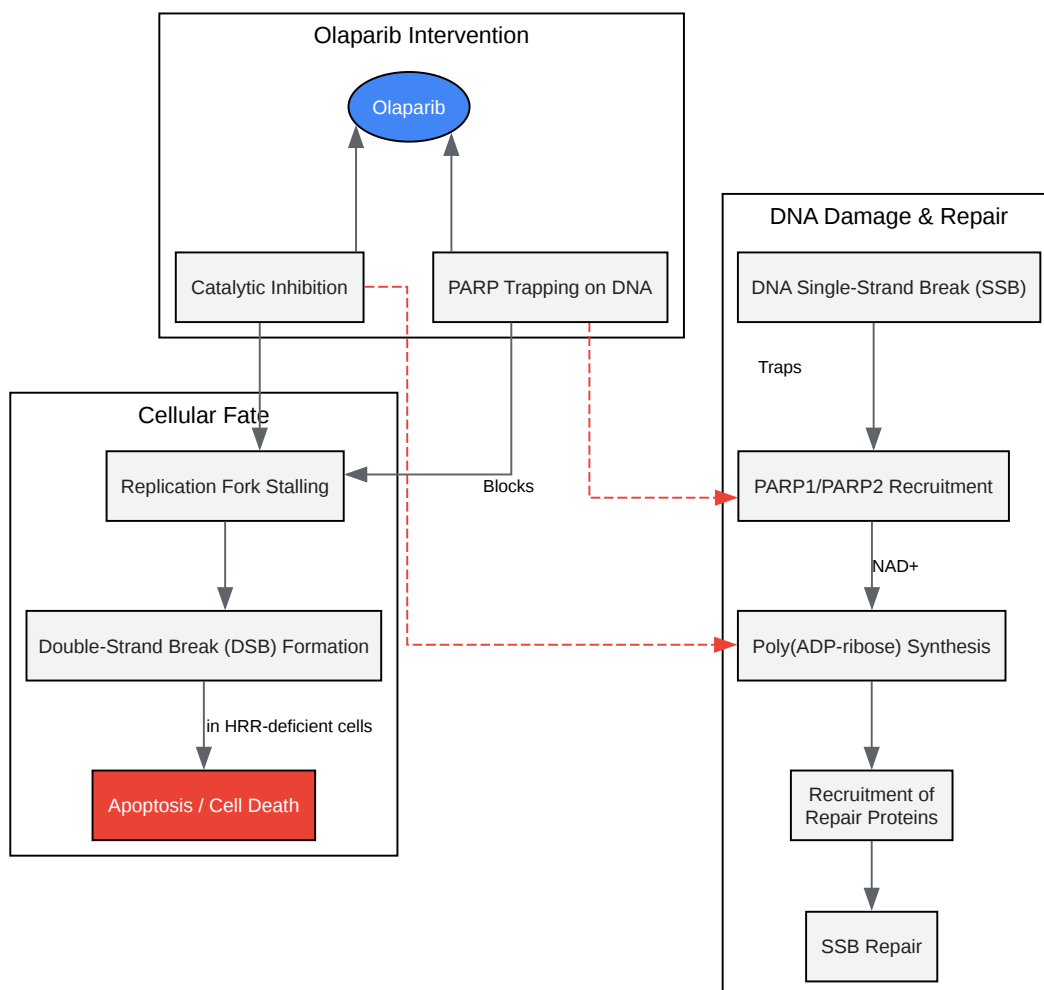 Olaparib Intervention
Olaparib
Catalytic Inhibition
PARP Trapping on DNA
DNA Damage & Repair
DNA Single-Strand Break (SSB)
Traps
PARP1/PARP2 Recruitment
NAD+
Poly(ADP-ribose) Synthesis
Recruitment of
Repair Proteins
SSB Repair
Cellular Fate
Replication Fork Stalling
Blocks
Double-Strand Break (DSB) Formation
in HRR-deficient cells
Apoptosis / Cell Death